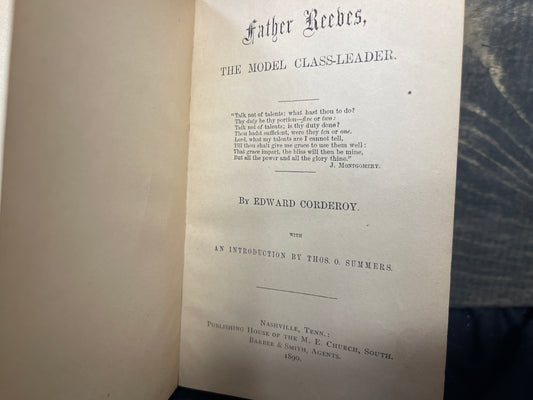 Father Reeves,
THE MODEL CLASS-LEADER.
"Talk not of talents; what hast thou to do?
Thy duty be thy portion—five or two:
Talk not of talents; is thy duty done?
Thou hadst sufficient, were they ten or one.
Lord, what my talents are I cannot tell,
Till thou shalt give me grace to use them well:
That grace impart, the bliss will then be mine,
But all the power and all the glory thine."
J. MONTGOMERY.
BY EDWARD CORDEROY.
WITH
AN INTRODUCTION BY THOS. O. SUMMERS.
NASHVILLE, TENN.:
PUBLISHING HOUSE OF THE M. E. CHURCH, SOUTH.
BARBEE & SMITH, AGENTS.
1890.